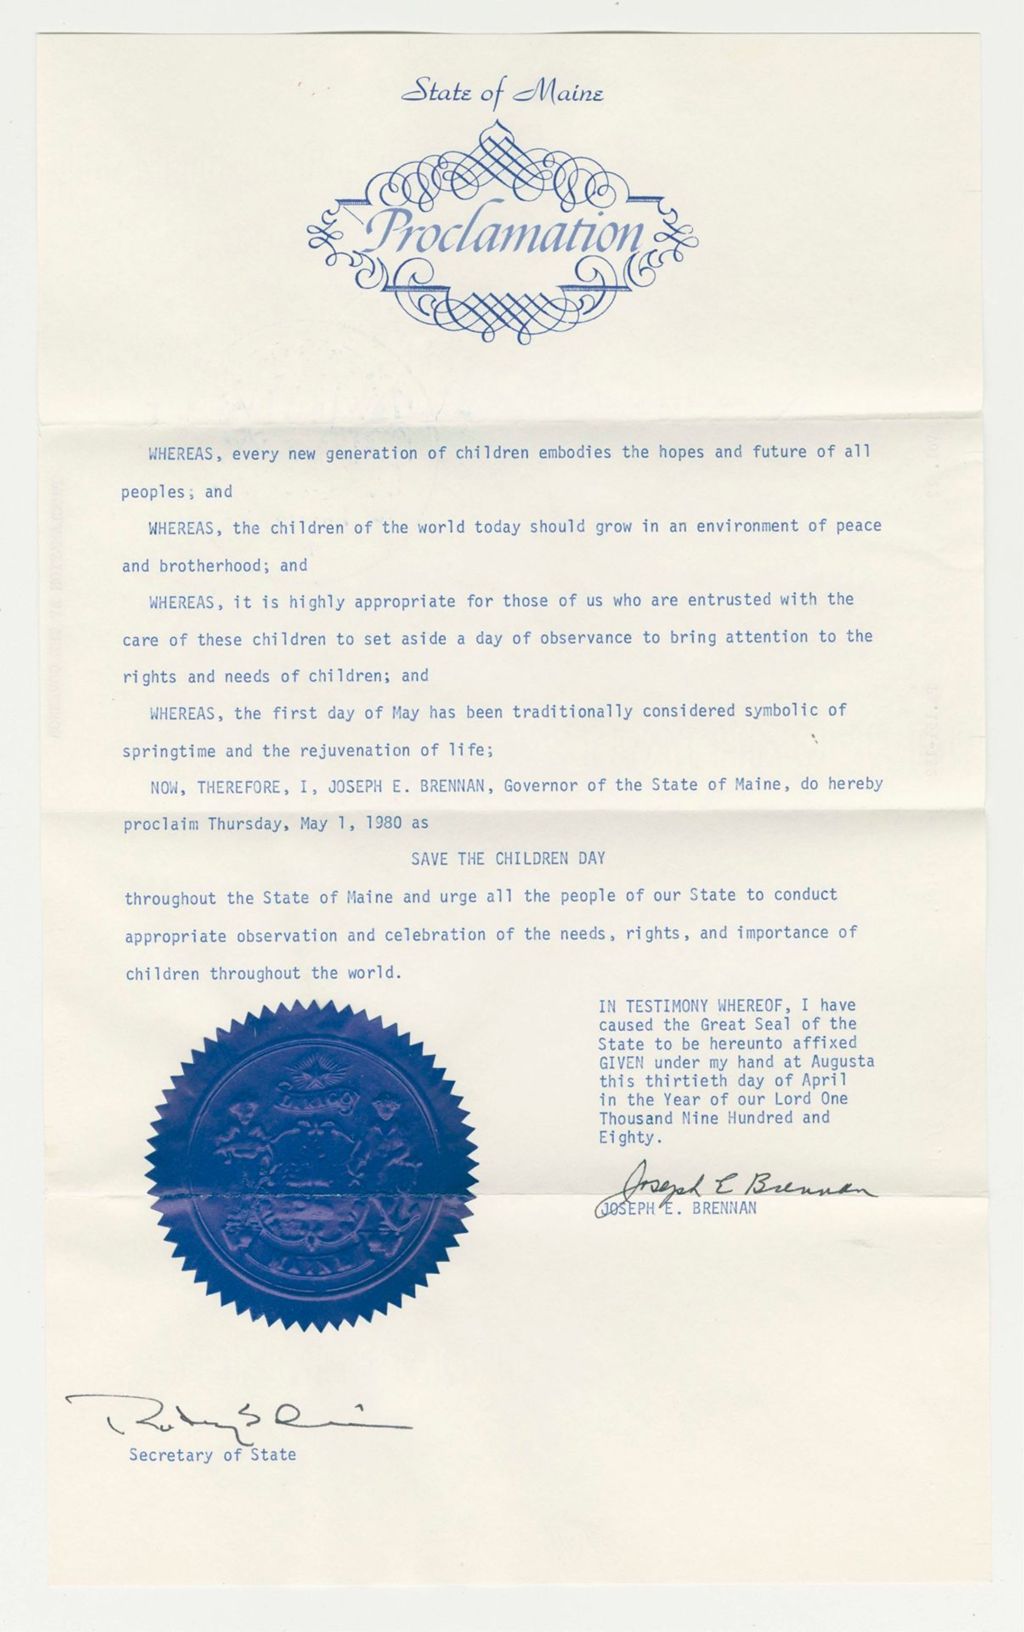 State of Maine
Proclamation
WHEREAS, every new generation of children embodies the hopes and future of all
peoples; and
WHEREAS, the children of the world today should grow in an environment of peace
and brotherhood; and
WHEREAS, it is highly appropriate for those of us who are entrusted with the
care of these children to set aside a day of observance to bring attention to the
rights and needs of children; and
WHEREAS, the first day of May has been traditionally considered symbolic of
springtime and the rejuvenation of life;
NOW, THEREFORE, I, JOSEPH E. BRENNAN, Governor of the State of Maine, do hereby
proclaim Thursday, May 1, 1980 as
SAVE THE CHILDREN DAY
throughout the State of Maine and urge all the people of our State to conduct
appropriate observation and celebration of the needs, rights, and importance of
children throughout the world.
IN TESTIMONY WHEREOF, I have
caused the Great Seal of the
State to be hereunto affixed
GIVEN under my hand at Augusta
this thirtieth day of April
in the Year of our Lord One
Thousand Nine Hundred and
Eighty.
Joseph E Brennan
JOSEPH E. BRENNAN
DIRIGO
Secretary of State